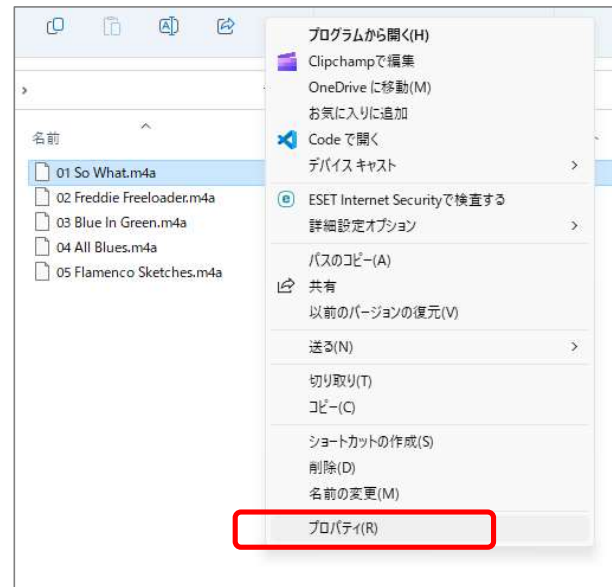 プログラムから開く(H)
Clipchampで編集
OneDrive に移動(M)
お気に入りに追加
Code で開く
デバイス キャスト
ESET Internet Securityで検査する
詳細設定オプション
パスのコピー(A)
共有
以前のバージョンの復元(V)
送る(N)
切り取り(T)
コピー(C)
ショートカットの作成(S)
削除(D)
名前の変更(M)
プロパティ(R)
名前
01 So What.m4a
02 Freddie Freeloader.m4a
03 Blue In Green.m4a
04 All Blues.m4a
05 Flamenco Sketches.m4a